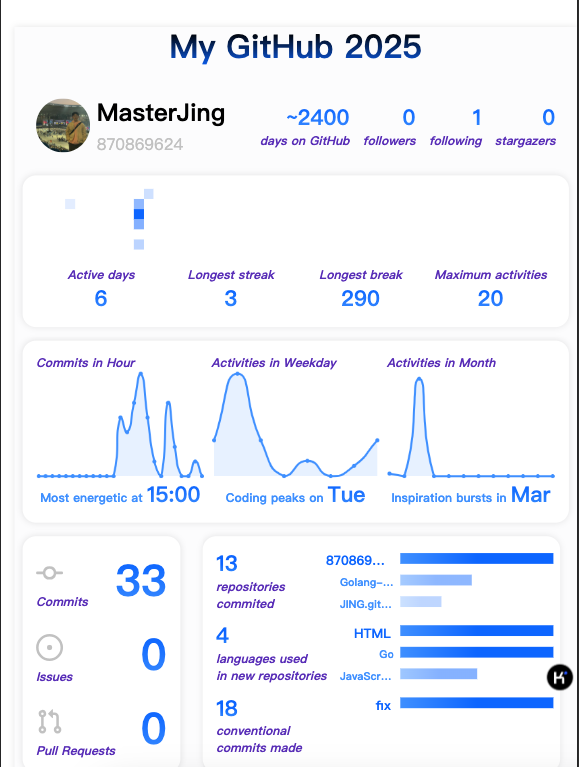 My GitHub 2025
MasterJing
870869624
~2400
days on GitHub
0
followers
1
following
0
stargazers
Active days
6
Longest streak
3
Longest break
290
Maximum activities
20
Commits in Hour
Most energetic at 15:00
Activities in Weekday
Coding peaks on Tue
Activities in Month
Inspiration bursts in Mar
33
Commits
0
Issues
0
Pull Requests
13
repositories
commited
870869...
Golang-...
JING.git...
4
languages used
in new repositories
HTML
Go
JavaScr...
18
conventional
commits made
fix
K